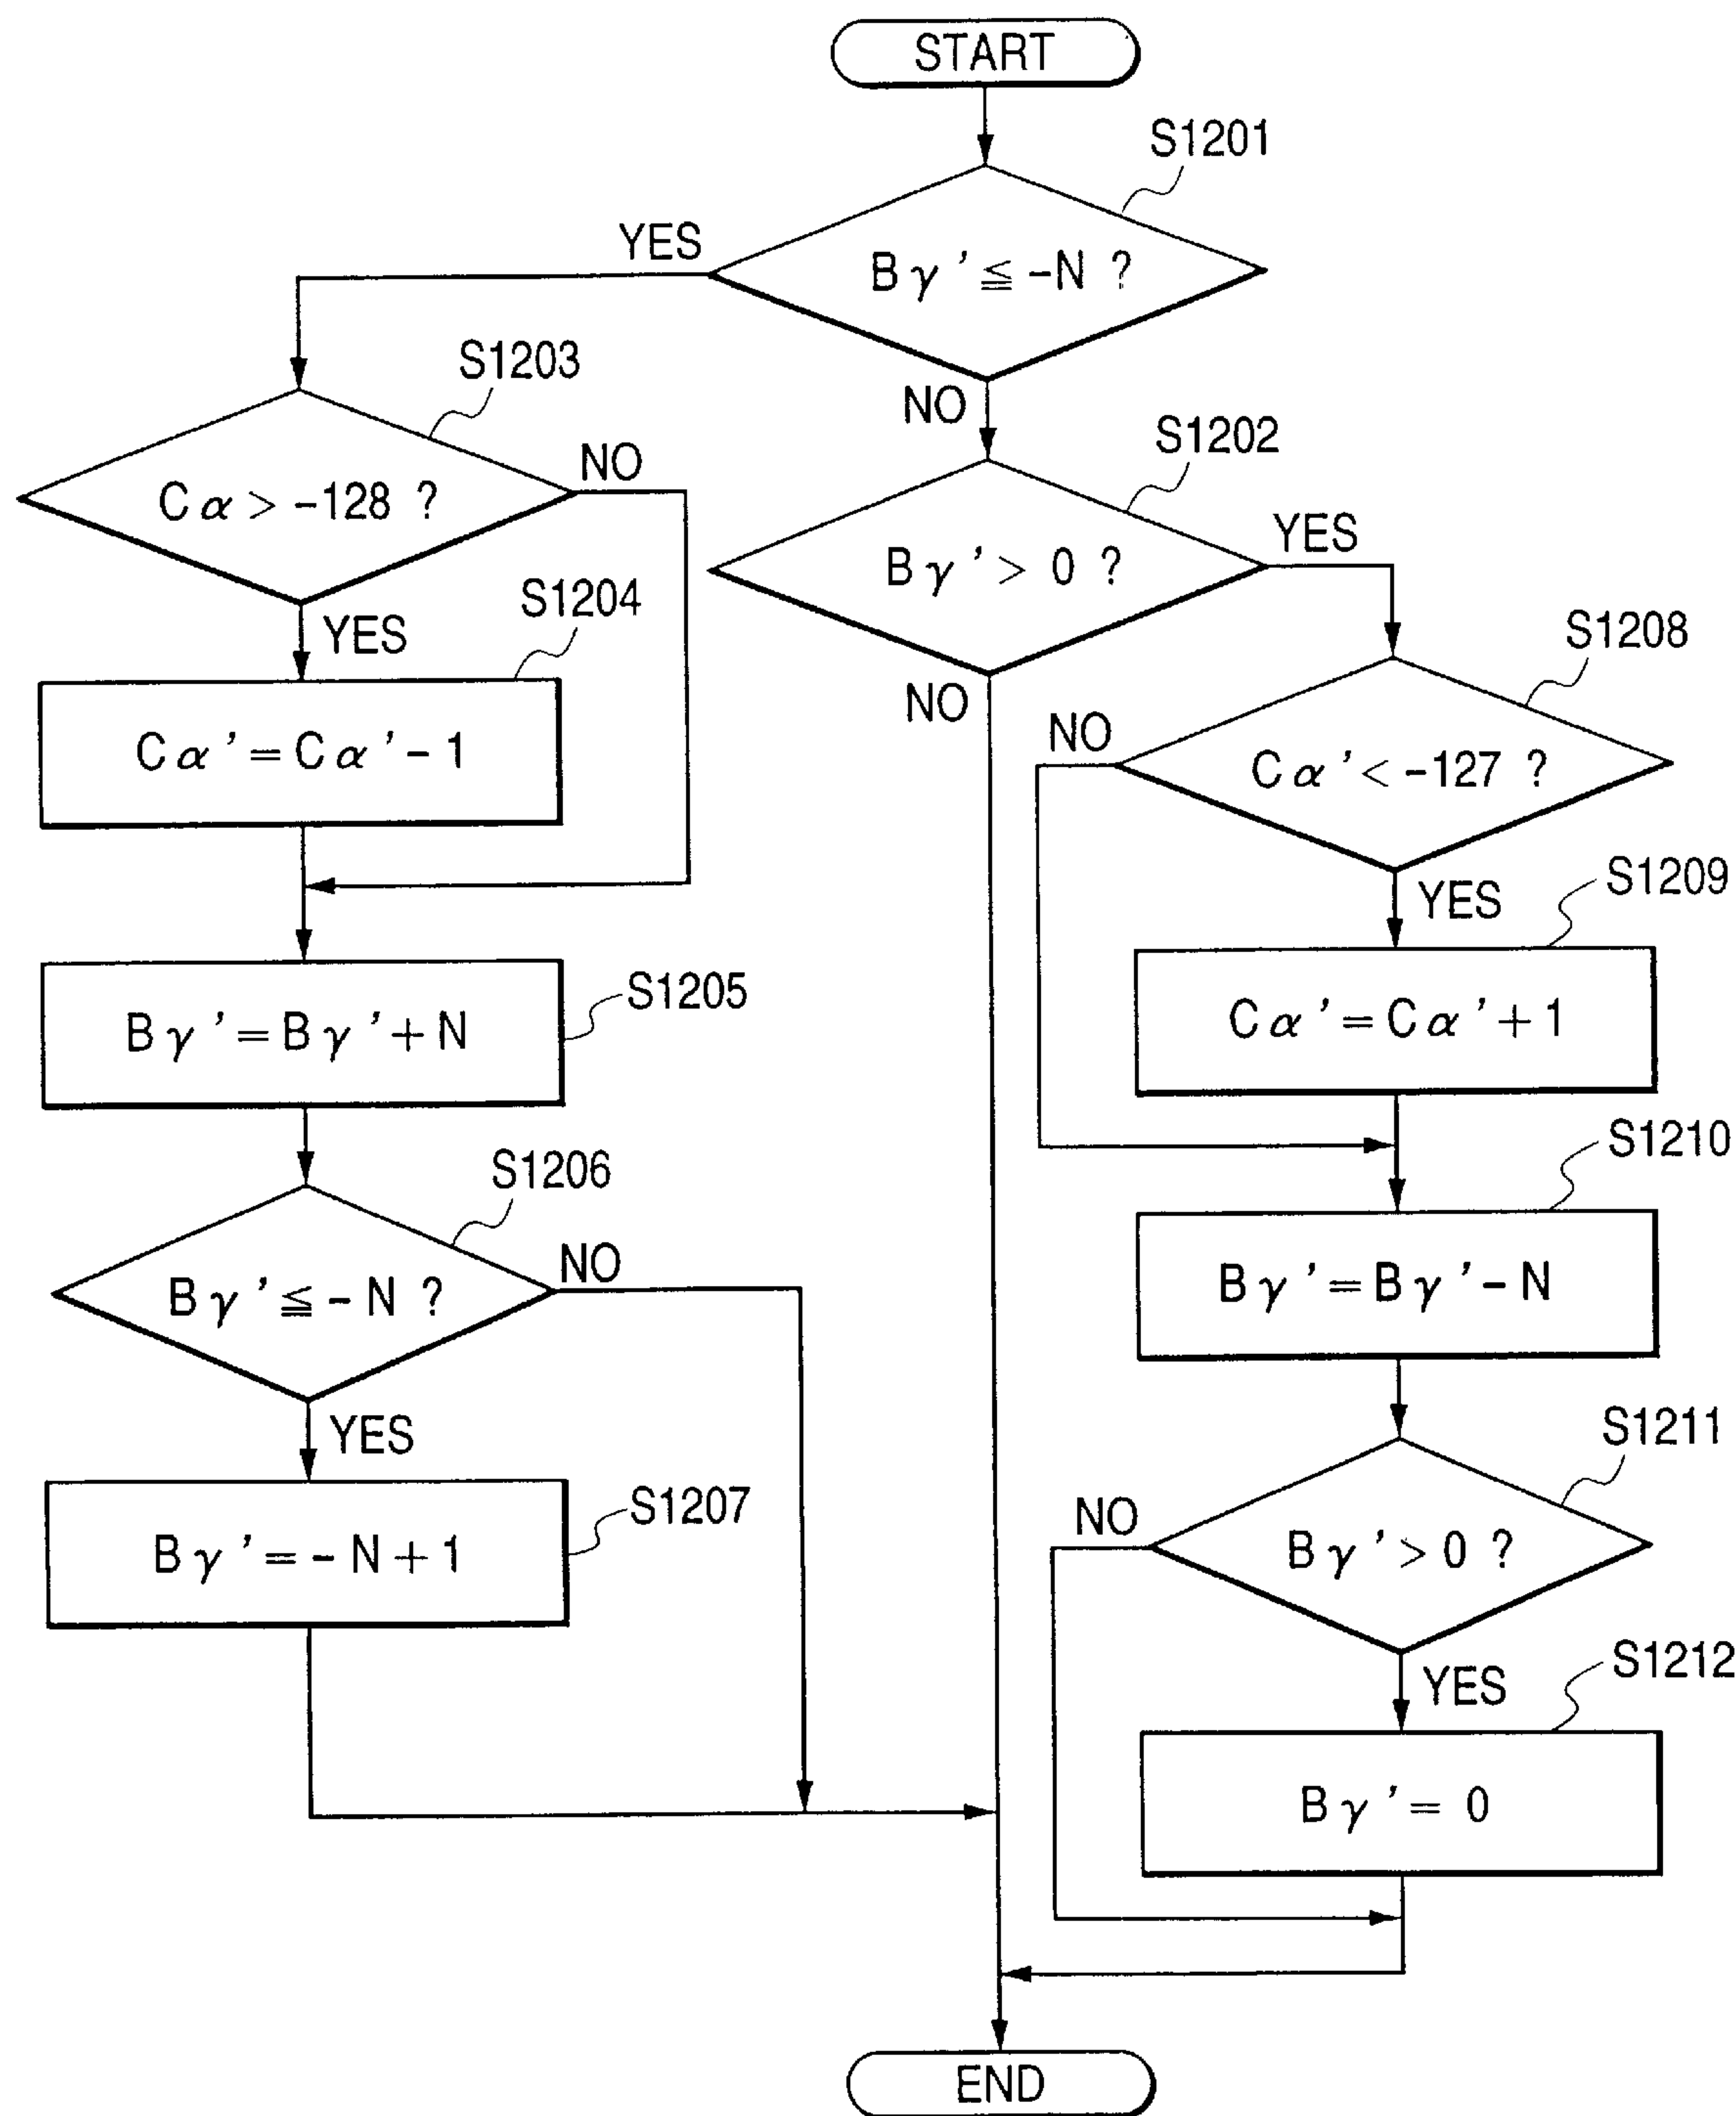 START
S1201
YES
Bγ'≦-N ?
S1203
NO
S1202
NO
Cα>-128 ?
YES
Bγ'>0 ?
S1204
YES
S1208
NO
NO
Cα'=Cα'-1
Cα'<-127 ?
S1209
YES
S1205
Bγ'=Bγ'+N
Cα'=Cα'+1
S1210
S1206
NO
Bγ'≦-N ?
Bγ'=Bγ'-N
YES
S1211
S1207
NO
Bγ'=-N+1
Bγ'>0 ?
S1212
YES
Bγ'=0
END